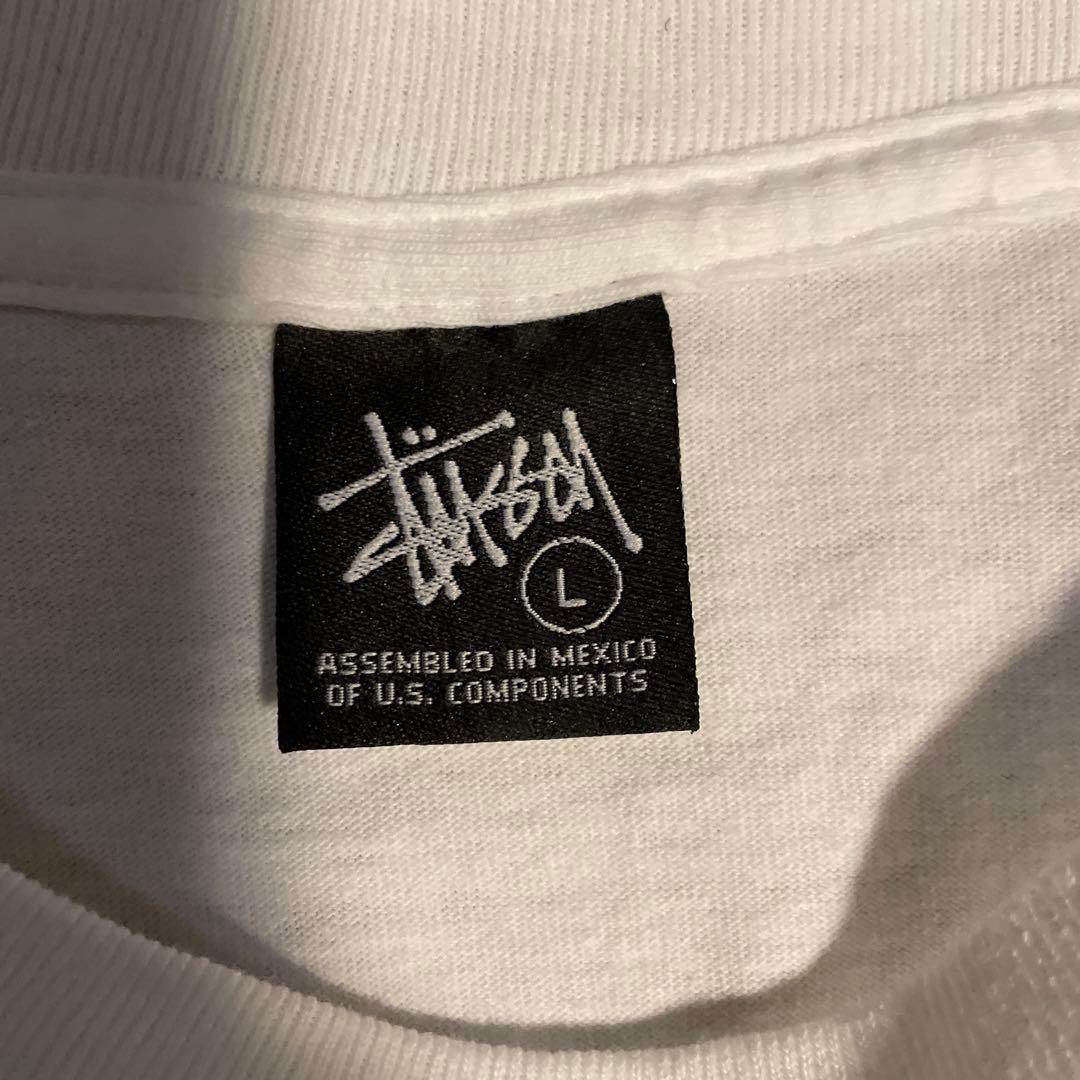 Stüssy
L
ASSEMBLED IN MEXICO
OF U.S. COMPONENTS